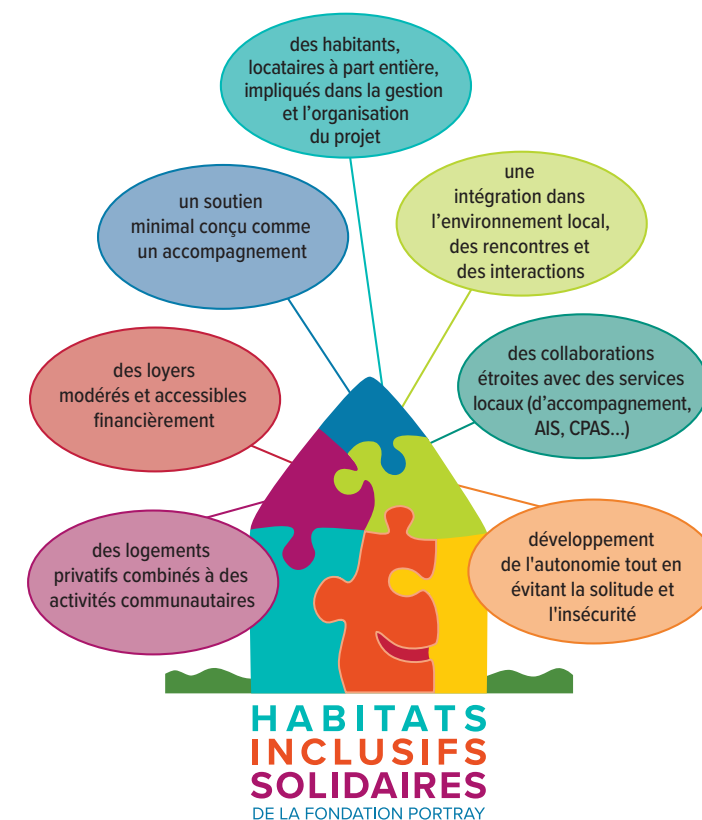 des habitants,
locataires à part entière,
impliqués dans la gestion
et l'organisation
du projet
un soutien
minimal conçu comme
un accompagnement
une
intégration dans
l'environnement local,
des rencontres et
des interactions
des loyers
modérés et accessibles
financièrement
des collaborations
étroites avec des services
locaux (d'accompagnement,
AIS, CPAS...)
des logements
privatifs combinés à des
activités communautaires
développement
de l'autonomie tout en
évitant la solitude et
l'insécurité
HABITATS
INCLUSIFS
SOLIDAIRES
DE LA FONDATION PORTRAY